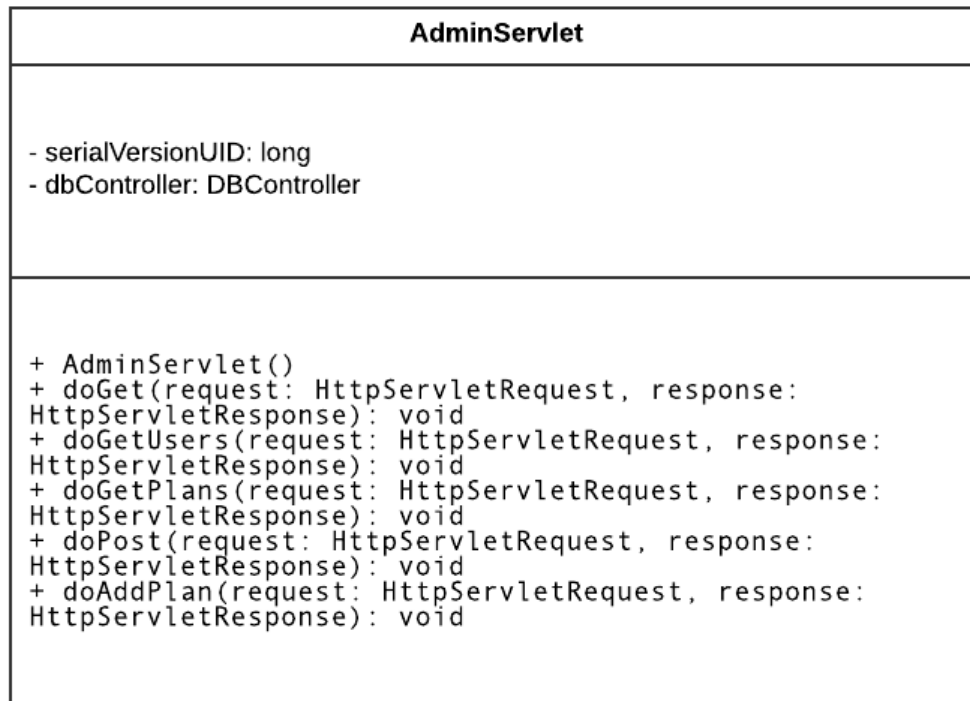 AdminServlet
- serialVersionUID: long
- dbController: DBController
+ AdminServlet()
+ doGet(request: HttpServletRequest, response:
HttpServletResponse): void
+ doGetUsers(request: HttpServletRequest, response:
HttpServletResponse): void
+ doGetPlans(request: HttpServletRequest, response:
HttpServletResponse): void
+ doPost(request: HttpServletRequest, response:
HttpServletResponse): void
+ doAddPlan(request: HttpServletRequest, response:
HttpServletResponse): void